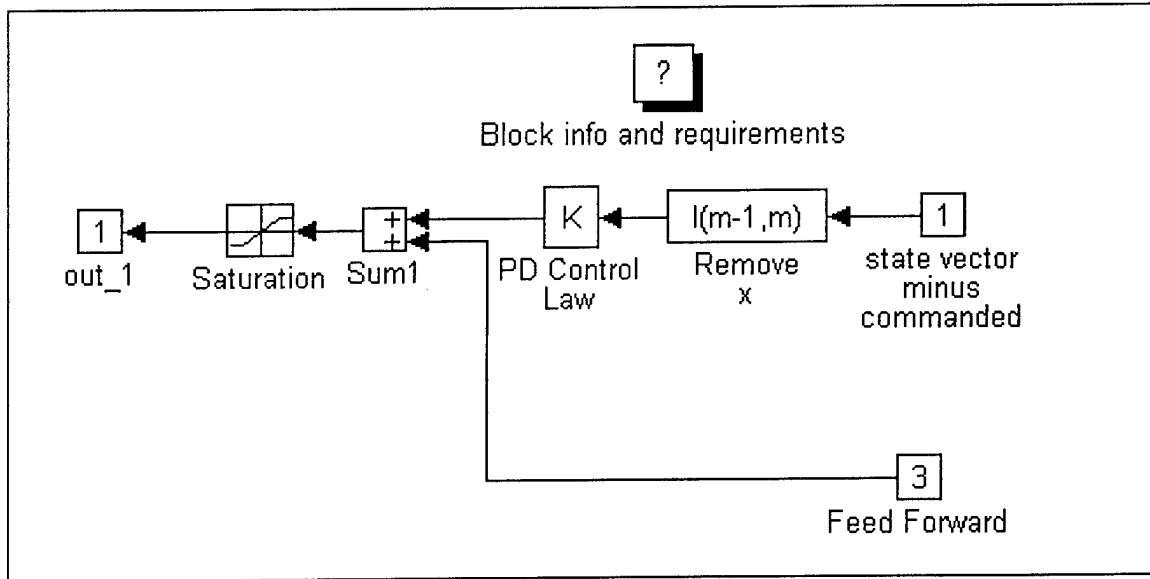 ?
Block info and requirements
1
out_1
Saturation
+
+
Sum1
K
PD Control
Law
I(m-1,m)
Remove
x
1
state vector
minus
commanded
3
Feed Forward